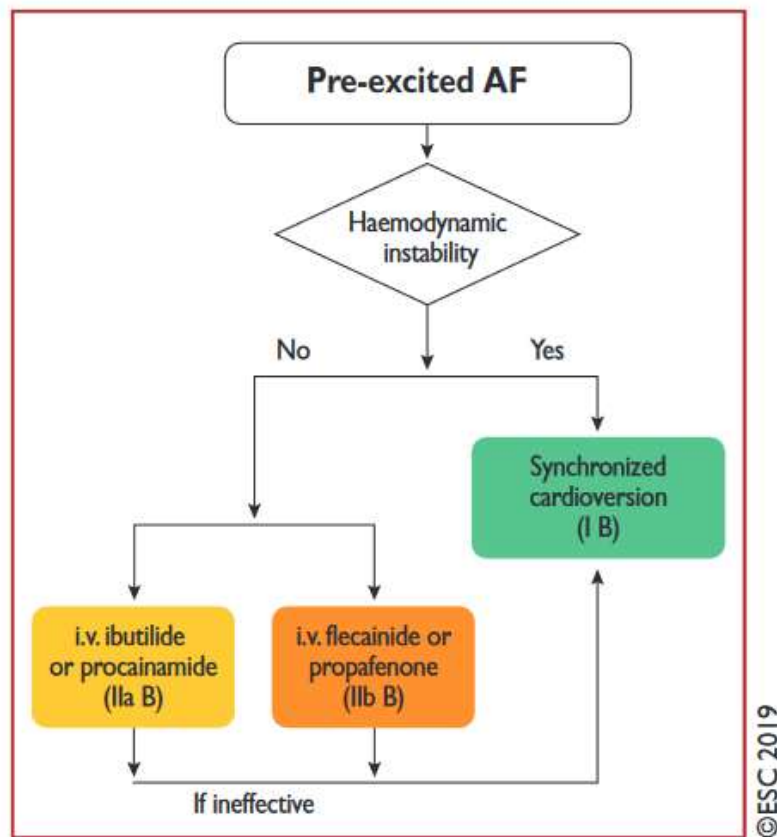 Pre-excited AF
Haemodynamic
instability
No
Yes
Synchronized
cardioversion
(I B)
i.v. ibutilide
or procainamide
(IIa B)
i.v. flecainide or
propafenone
(IIb B)
If ineffective
©ESC 2019